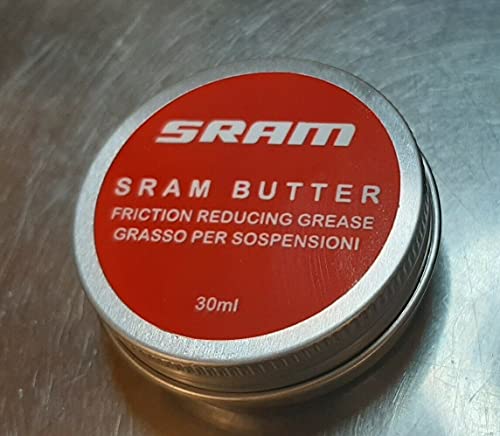 SRAM
SRAM BUTTER
FRICTION REDUCING GREASE
GRASSO PER SOSPENSIONI
30ml